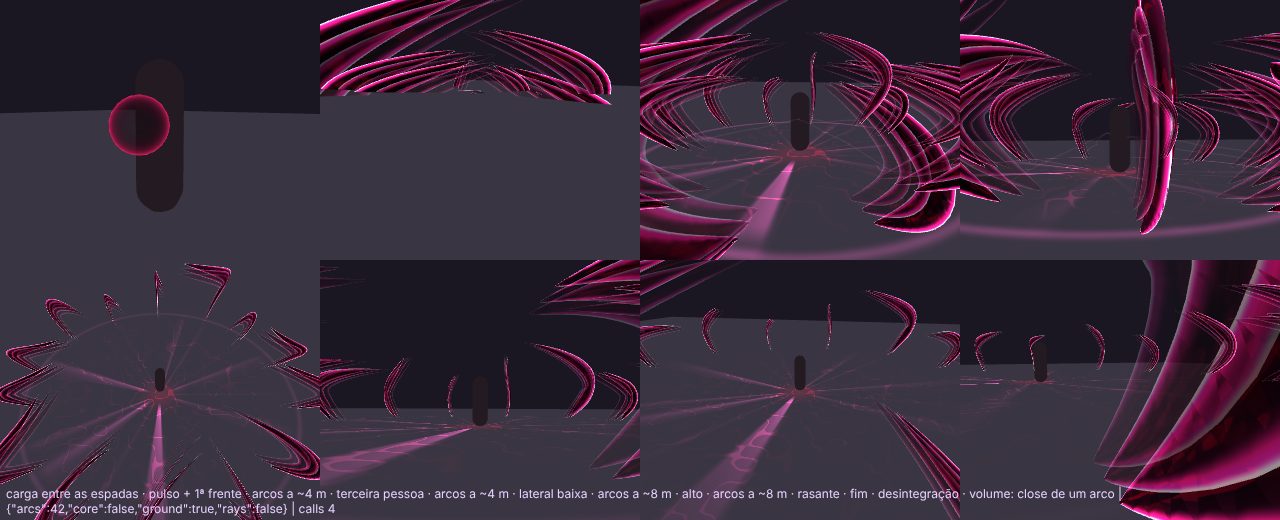 carga entre as espadas · pulso + 1ª frente · arcos a ~4 m · terceira pessoa · arcos a ~4 m · lateral baixa · arcos a ~8 m · alto · arcos a ~8 m · rasante · fim · desintegração · volume: close de um arco |
{"arcs":42,"core":false,"ground":true,"rays":false} | calls 4